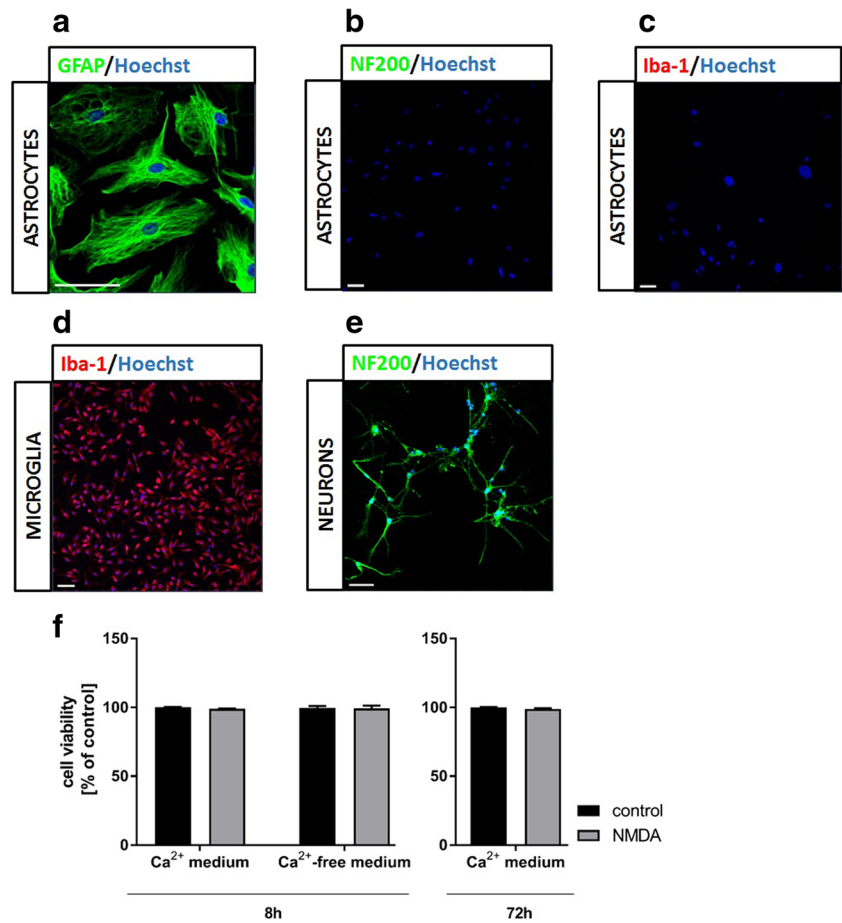 a
GFAP/Hoechst
ASTROCYTES
b
NF200/Hoechst
ASTROCYTES
c
Iba-1/Hoechst
ASTROCYTES
d
Iba-1/Hoechst
MICROGLIA
e
NF200/Hoechst
NEURONS
f
cell viability
[% of control]
150
100
50
0
Ca²⁺ medium
Ca²⁺-free medium
8h
150
100
50
0
Ca²⁺ medium
72h
control
NMDA